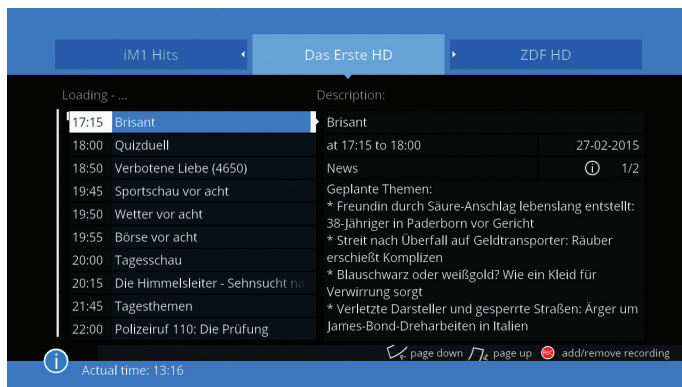 iM1 Hits
Das Erste HD
ZDF HD
Loading - ...
Description:
17:15 Brisant
18:00 Quizduell
18:50 Verbotene Liebe (4650)
19:45 Sportschau vor acht
19:50 Wetter vor acht
19:55 Börse vor acht
20:00 Tagesschau
20:15 Die Himmelsleiter - Sehnsucht na
21:45 Tagesthemen
22:00 Polizeiruf 110: Die Prüfung
Brisant
at 17:15 to 18:00 27-02-2015
News 1/2
Geplante Themen:
* Freundin durch Säure-Anschlag lebenslang entstellt:
38-Jähriger in Paderborn vor Gericht
* Streit nach Überfall auf Geldtransporter: Räuber
erschießt Komplizen
* Blauschwarz oder weißgold? Wie ein Kleid für
Verwirrung sorgt
* Verletzte Darsteller und gesperrte Straßen: Ärger um
James-Bond-Dreharbeiten in Italien
page down page up REC add/remove recording
Actual time: 13:16